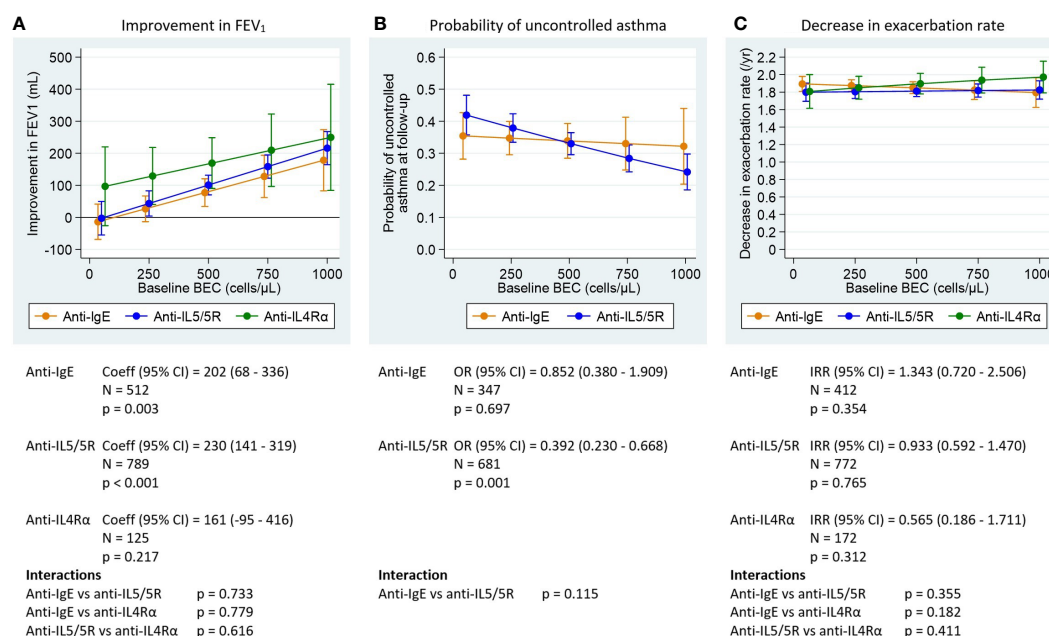 A Improvement in FEV₁
Improvement in FEV1 (mL)
500
400
300
200
100
0
-100
0 250 500 750 1000
Baseline BEC (cells/µL)
Anti-IgE Anti-IL5/5R Anti-IL4Rα
Anti-IgE Coeff (95% CI) = 202 (68 - 336)
N = 512
p = 0.003
Anti-IL5/5R Coeff (95% CI) = 230 (141 - 319)
N = 789
p < 0.001
Anti-IL4Rα Coeff (95% CI) = 161 (-95 - 416)
N = 125
p = 0.217
Interactions
Anti-IgE vs anti-IL5/5R p = 0.733
Anti-IgE vs anti-IL4Rα p = 0.779
Anti-IL5/5R vs anti-IL4Rα p = 0.616
B Probability of uncontrolled asthma
Probability of uncontrolled
asthma at follow-up
0.6
0.5
0.4
0.3
0.2
0.1
0.0
0 250 500 750 1000
Baseline BEC (cells/µL)
Anti-IgE Anti-IL5/5R
Anti-IgE OR (95% CI) = 0.852 (0.380 - 1.909)
N = 347
p = 0.697
Anti-IL5/5R OR (95% CI) = 0.392 (0.230 - 0.668)
N = 681
p = 0.001
Interaction
Anti-IgE vs anti-IL5/5R p = 0.115
C Decrease in exacerbation rate
Decrease in exacerbation rate (/yr)
2.2
2.0
1.8
1.6
1.4
1.2
1.0
0.8
0.6
0.4
0.2
0
0 250 500 750 1000
Baseline BEC (cells/µL)
Anti-IgE Anti-IL5/5R Anti-IL4Rα
Anti-IgE IRR (95% CI) = 1.343 (0.720 - 2.506)
N = 412
p = 0.354
Anti-IL5/5R IRR (95% CI) = 0.933 (0.592 - 1.470)
N = 772
p = 0.765
Anti-IL4Rα IRR (95% CI) = 0.565 (0.186 - 1.711)
N = 172
p = 0.312
Interactions
Anti-IgE vs anti-IL5/5R p = 0.355
Anti-IgE vs anti-IL4Rα p = 0.182
Anti-IL5/5R vs anti-IL4Rα p = 0.411